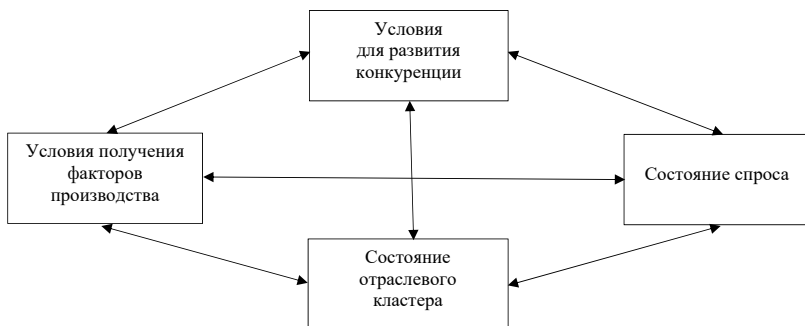 Условия
для развития
конкуренции
Условия получения
факторов
производства
Состояние спроса
Состояние
отраслевого
кластера